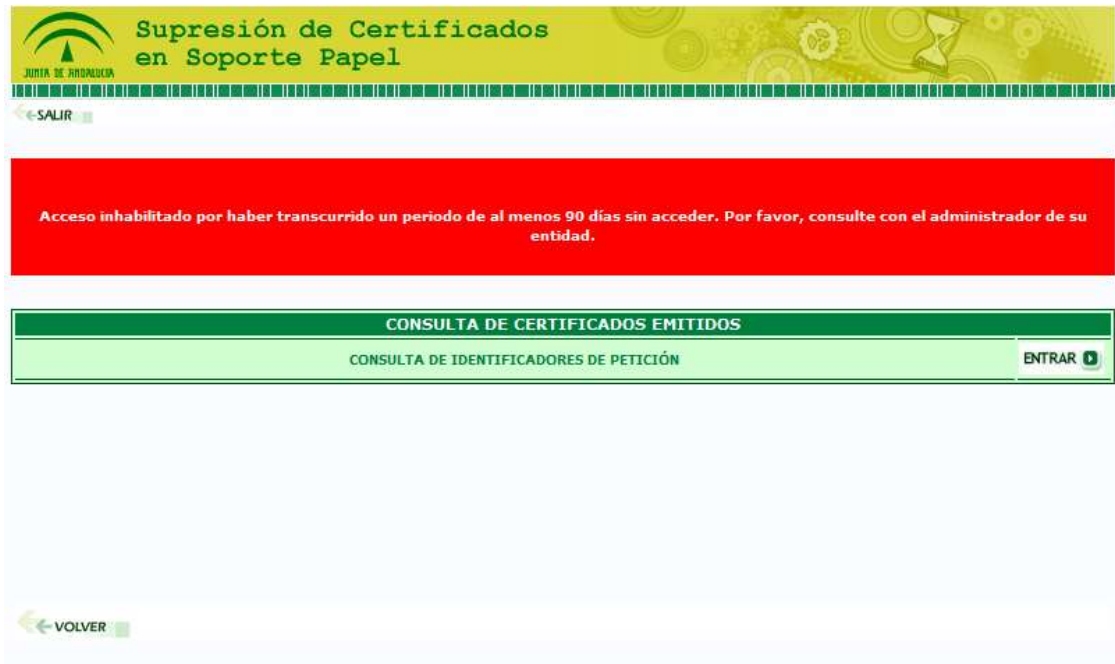 Supresión de Certificados
en Soporte Papel
JUNTA DE ANDALUCIA
SALIR
Acceso inhabilitado por haber transcurrido un periodo de al menos 90 días sin acceder. Por favor, consulte con el administrador de su
entidad.
CONSULTA DE CERTIFICADOS EMITIDOS
CONSULTA DE IDENTIFICADORES DE PETICIÓN
ENTRAR
VOLVER